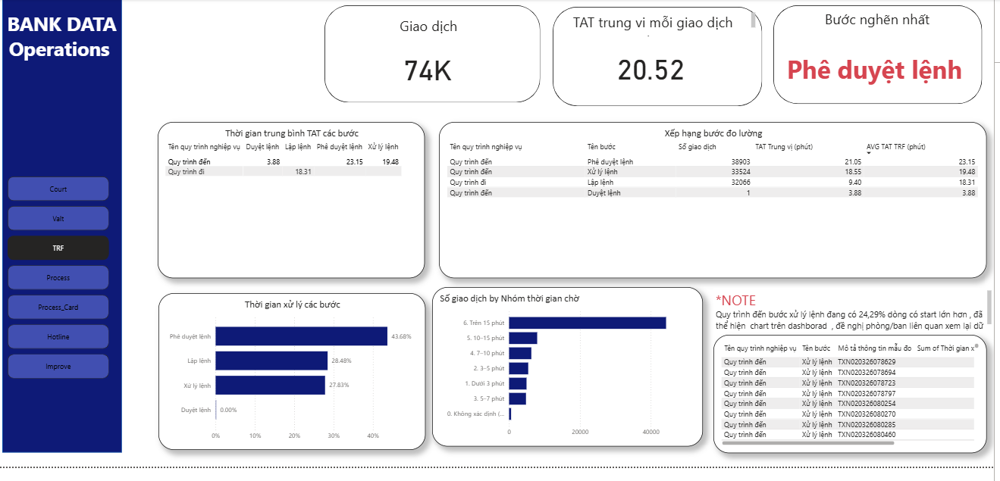 BANK DATA
Operations
Court
Valt
TRF
Process
Process_Card
Hotline
Improve
Giao dịch
74K
TAT trung vi mỗi giao dịch
20.52
Bước nghẽn nhất
Phê duyệt lệnh
Thời gian trung bình TAT các bước
Tên quy trình nghiệp vụ Duyệt lệnh Lập lệnh Phê duyệt lệnh Xử lý lệnh
Quy trình đến 3.88 23.15 19.48
Quy trình đi 18.31
Xếp hạng bước đo lường
Tên quy trình nghiệp vụ Tên bước Số giao dịch TAT Trung vị (phút) AVG TAT TRF (phút)
Quy trình đến Phê duyệt lệnh 38903 21.05 23.15
Quy trình đến Xử lý lệnh 33524 18.55 19.48
Quy trình đi Lập lệnh 32066 9.40 18.31
Quy trình đến Duyệt lệnh 1 3.88 3.88
Thời gian xử lý các bước
Phê duyệt lệnh 43.68%
Lập lệnh 28.48%
Xử lý lệnh 27.83%
Duyệt lệnh 0.00%
0% 10% 20% 30% 40%
Số giao dịch by Nhóm thời gian chờ
6. Trên 15 phút
5. 10–15 phút
4. 7–10 phút
2. 3–5 phút
1. Dưới 3 phút
3. 5–7 phút
0. Không xác định (...
0 20000 40000
*NOTE
Quy trình đến bước xử lý lệnh đang có 24,29% dòng có start lớn hơn , đã
thể hiện chart trên dashborad , đề nghị phòng/ban liên quan xem lại dữ
Tên quy trình nghiệp vụ Tên bước Mô tả thông tin mẫu đo Sum of Thời gian x
Quy trình đến Xử lý lệnh TXN020326078629
Quy trình đến Xử lý lệnh TXN020326078694
Quy trình đến Xử lý lệnh TXN020326078723
Quy trình đến Xử lý lệnh TXN020326078797
Quy trình đến Xử lý lệnh TXN020326080254
Quy trình đến Xử lý lệnh TXN020326080270
Quy trình đến Xử lý lệnh TXN020326080285
Quy trình đến Xử lý lệnh TXN020326080460